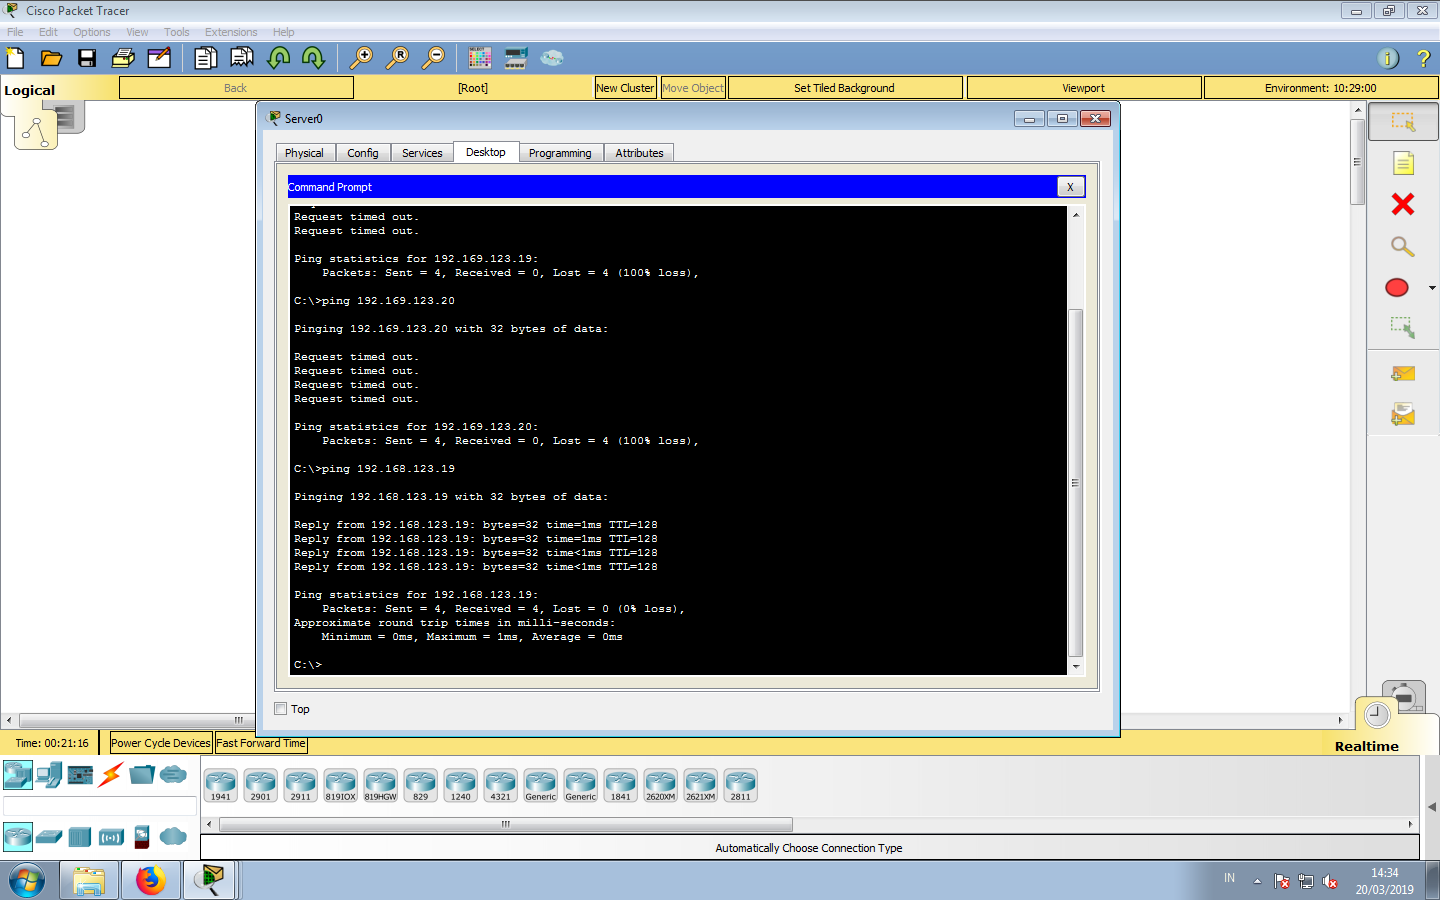 Cisco Packet Tracer
File Edit Options View Tools Extensions Help
Logical
Back
[Root]
New Cluster
Move Object
Set Tiled Background
Viewport
Environment: 10:29:00
Server0
Physical
Config
Services
Desktop
Programming
Attributes
Command Prompt
X
Request timed out.
Request timed out.
Ping statistics for 192.169.123.19:
Packets: Sent = 4, Received = 0, Lost = 4 (100% loss),
C:\>ping 192.169.123.20
Pinging 192.169.123.20 with 32 bytes of data:
Request timed out.
Request timed out.
Request timed out.
Request timed out.
Ping statistics for 192.169.123.20:
Packets: Sent = 4, Received = 0, Lost = 4 (100% loss),
C:\>ping 192.168.123.19
Pinging 192.168.123.19 with 32 bytes of data:
Reply from 192.168.123.19: bytes=32 time=1ms TTL=128
Reply from 192.168.123.19: bytes=32 time=1ms TTL=128
Reply from 192.168.123.19: bytes=32 time<1ms TTL=128
Reply from 192.168.123.19: bytes=32 time<1ms TTL=128
Ping statistics for 192.168.123.19:
Packets: Sent = 4, Received = 4, Lost = 0 (0% loss),
Approximate round trip times in milli-seconds:
Minimum = 0ms, Maximum = 1ms, Average = 0ms
C:\>
Top
Time: 00:21:16
Power Cycle Devices
Fast Forward Time
Realtime
1941
2901
2911
819IOX
819HGW
829
1240
4321
Generic
Generic
1841
2620XM
2621XM
2811
Automatically Choose Connection Type
IN
14:34
20/03/2019